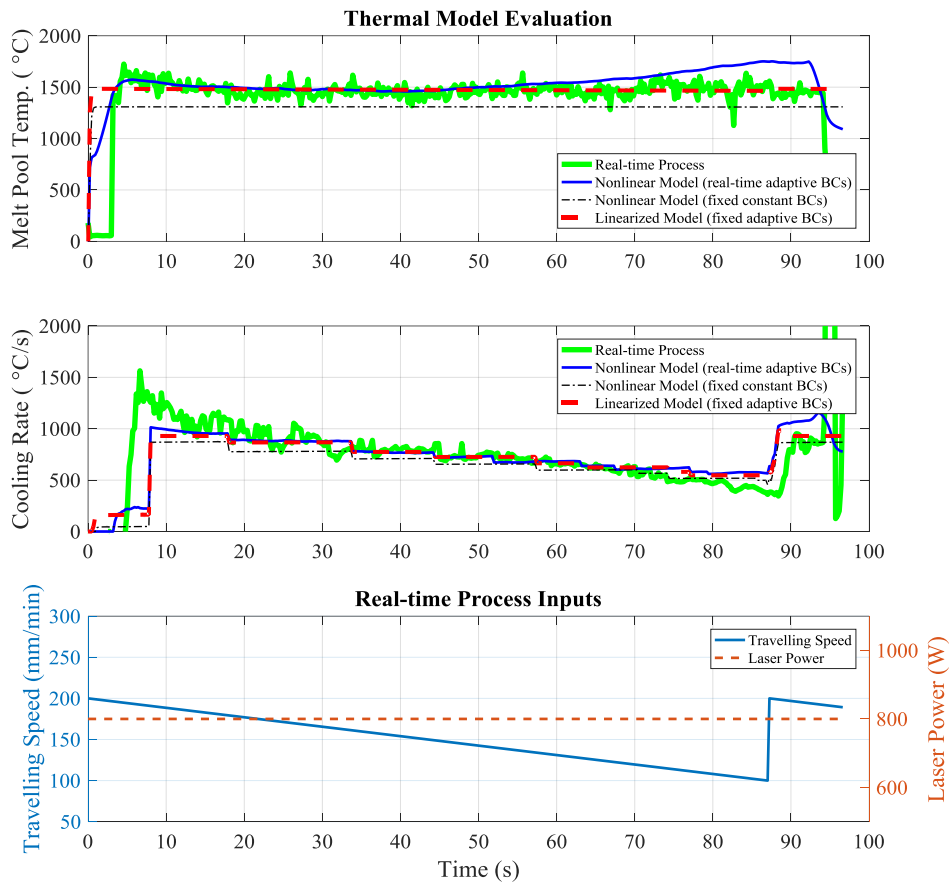 Thermal Model Evaluation
Melt Pool Temp. ( °C)
2000
1500
1000
500
0
Real-time Process
Nonlinear Model (real-time adaptive BCs)
Nonlinear Model (fixed constant BCs)
Linearized Model (fixed adaptive BCs)
0 10 20 30 40 50 60 70 80 90 100
Cooling Rate ( °C/s)
2000
1500
1000
500
0
Real-time Process
Nonlinear Model (real-time adaptive BCs)
Nonlinear Model (fixed constant BCs)
Linearized Model (fixed adaptive BCs)
0 10 20 30 40 50 60 70 80 90 100
Real-time Process Inputs
Travelling Speed (mm/min)
300
250
200
150
100
50
Travelling Speed
Laser Power
1000
800
600
Laser Power (W)
0 10 20 30 40 50 60 70 80 90 100
Time (s)